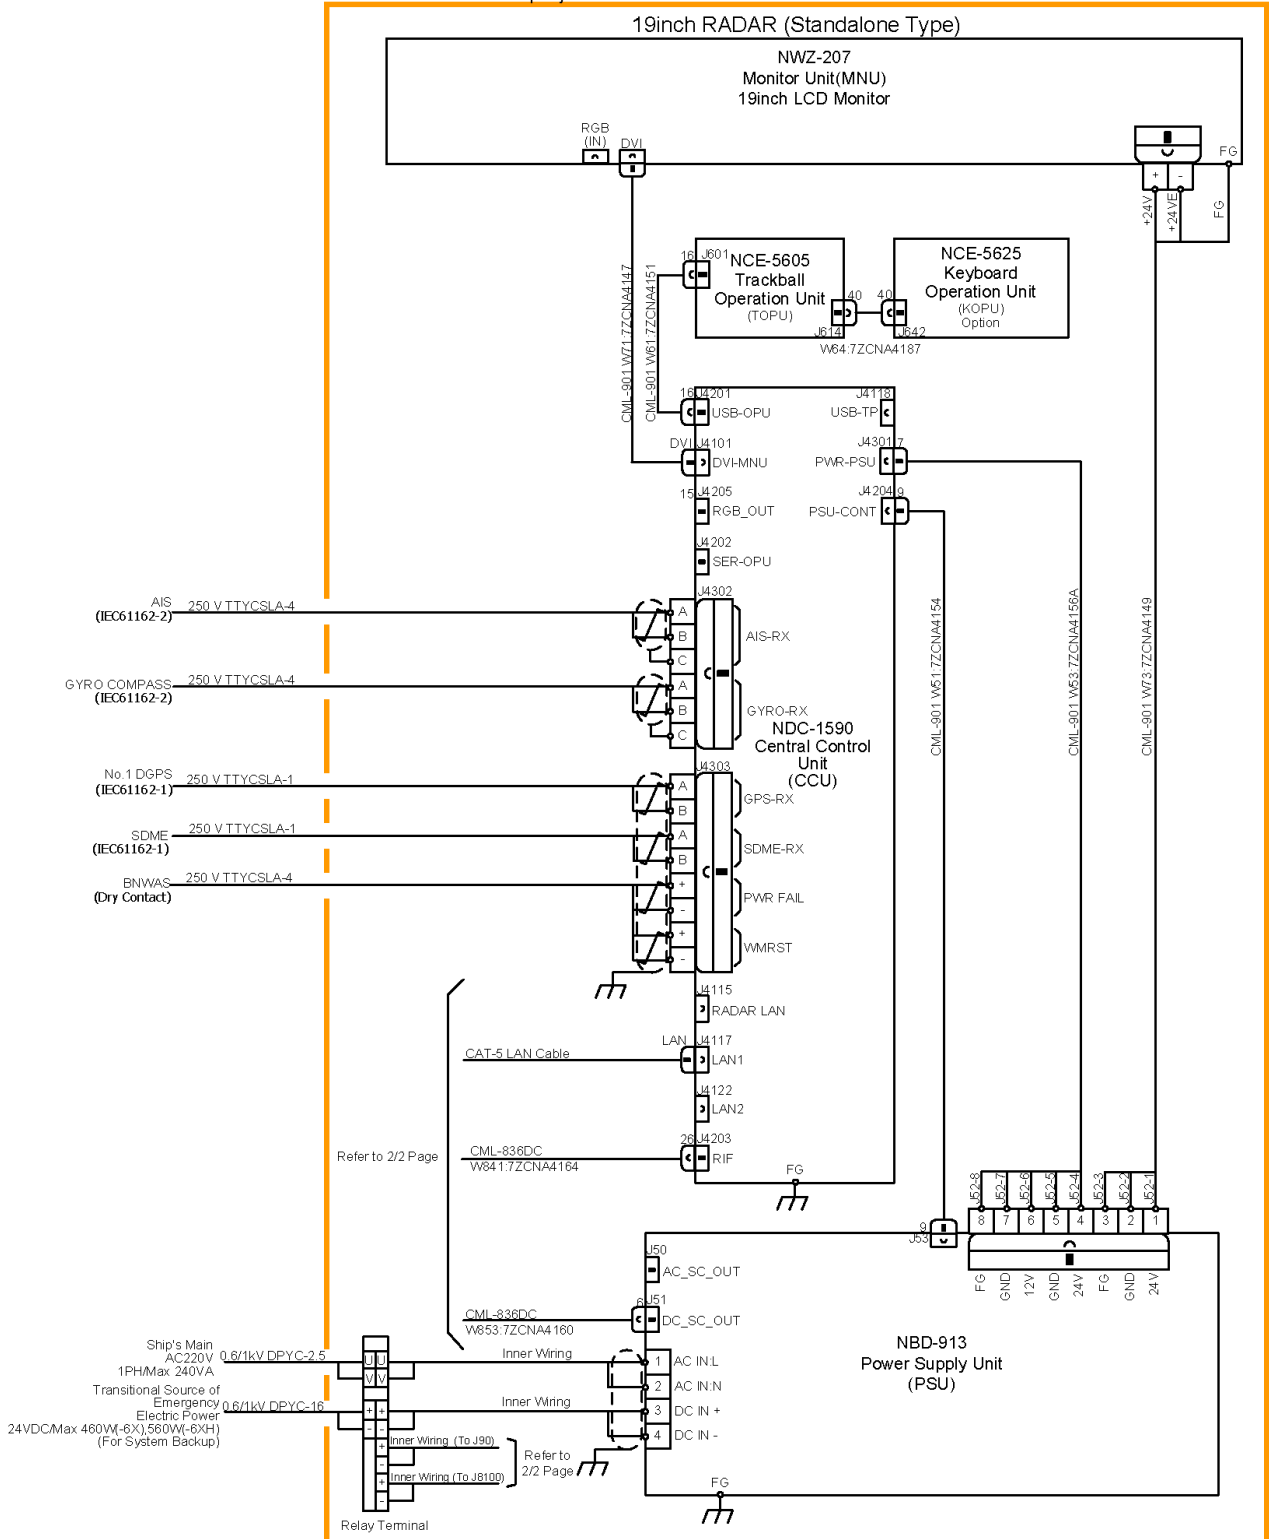 19inch RADAR (Standalone Type)
NWZ-207
Monitor Unit(MNU)
19inch LCD Monitor
RGB
(IN)
DVI
FG
+
-
+24V
+24VE
FG
CML-901 W71:7ZCNA4147
CML-901 W61:7ZCNA4151
16
J601
NCE-5605
Trackball
Operation Unit
(TOPU)
40
J614
40
J642
NCE-5625
Keyboard
Operation Unit
(KOPU)
Option
W64:7ZCNA4187
16
J4201
USB-OPU
J4118
USB-TP
DVI
J4101
DVI-MNU
J4301
7
PWR-PSU
15
J4205
RGB_OUT
J4204
9
PSU-CONT
J4202
SER-OPU
J4302
AIS
(IEC61162-2)
250 V TTYCSLA-4
A
B
C
AIS-RX
GYRO COMPASS
(IEC61162-2)
250 V TTYCSLA-4
A
B
C
GYRO-RX
NDC-1590
Central Control
Unit
(CCU)
CML-901 W51:7ZCNA4154
CML-901 W53:7ZCNA4156A
CML-901 W73:7ZCNA4149
J4303
No.1 DGPS
(IEC61162-1)
250 V TTYCSLA-1
A
B
GPS-RX
SDME
(IEC61162-1)
250 V TTYCSLA-1
A
B
SDME-RX
BNWAS
(Dry Contact)
250 V TTYCSLA-4
+
-
PWR FAIL
+
-
WMRST
J4115
RADAR LAN
CAT-5 LAN Cable
LAN
J4117
LAN1
J4122
LAN2
Refer to 2/2 Page
CML-836DC
W841:7ZCNA4164
26
J4203
RIF
FG
J52-8
J52-7
J52-6
J52-5
J52-4
J52-3
J52-2
J52-1
9
J53
8
7
6
5
4
3
2
1
FG
GND
12V
GND
24V
FG
GND
24V
J50
AC_SC_OUT
CML-836DC
W853:7ZCNA4160
6
J51
DC_SC_OUT
NBD-913
Power Supply Unit
(PSU)
Ship's Main
AC220V
1PH/Max 240VA
0.6/1kV DPYC-2.5
U
U
V
V
Inner Wiring
1
AC IN:L
2
AC IN:N
Transitional Source of
Emergency
Electric Power
24VDC/Max 460W(-6X),560W(-6XH)
(For System Backup)
0.6/1kV DPYC-16
+
+
-
-
Inner Wiring
3
DC IN +
4
DC IN -
+
Inner Wiring (To J90)
-
+
Inner Wiring (To J8100)
-
Refer to
2/2 Page
FG
Relay Terminal